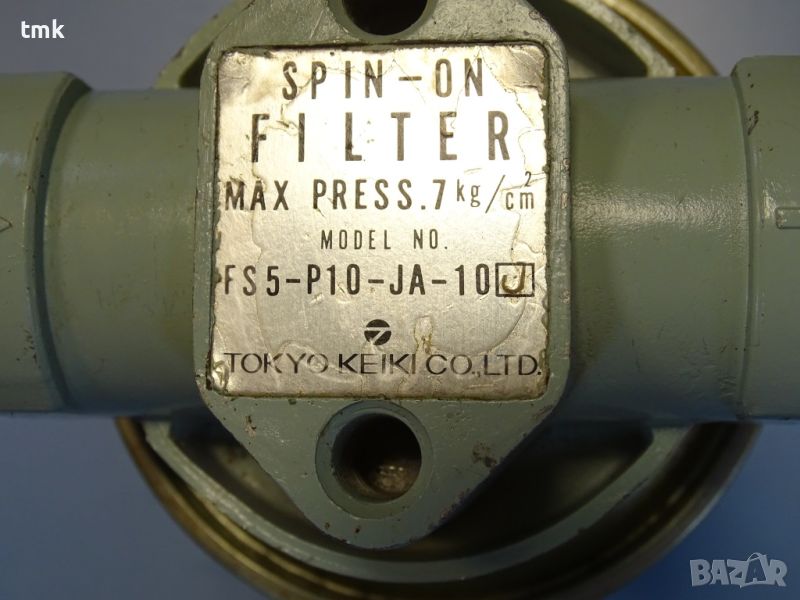 tmk
SPIN-ON
FILTER
MAX PRESS.7 kg/cm²
MODEL NO.
FS5-P10-JA-10 J
TOKYO KEIKI CO.,LTD.
BAZAR